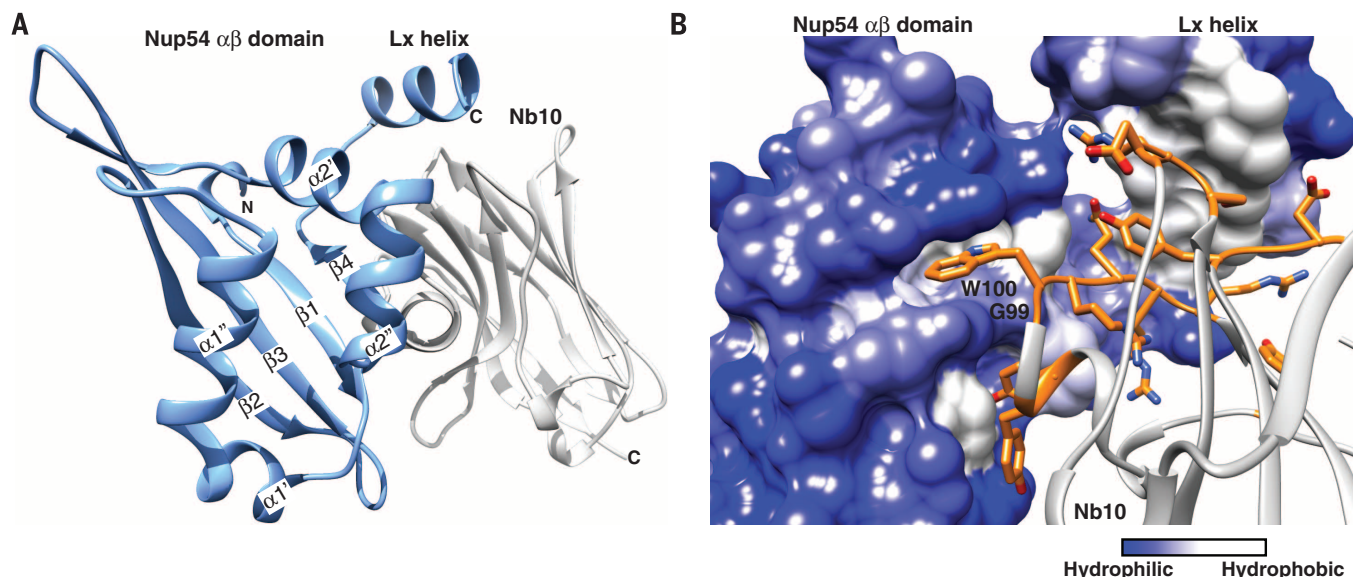 A
Nup54 αβ domain
Lx helix
C
Nb10
α2'
N
β4
β1
α1"
β3
α2"
β2
C
α1'
B
Nup54 αβ domain
Lx helix
W100
G99
Nb10
Hydrophilic
Hydrophobic